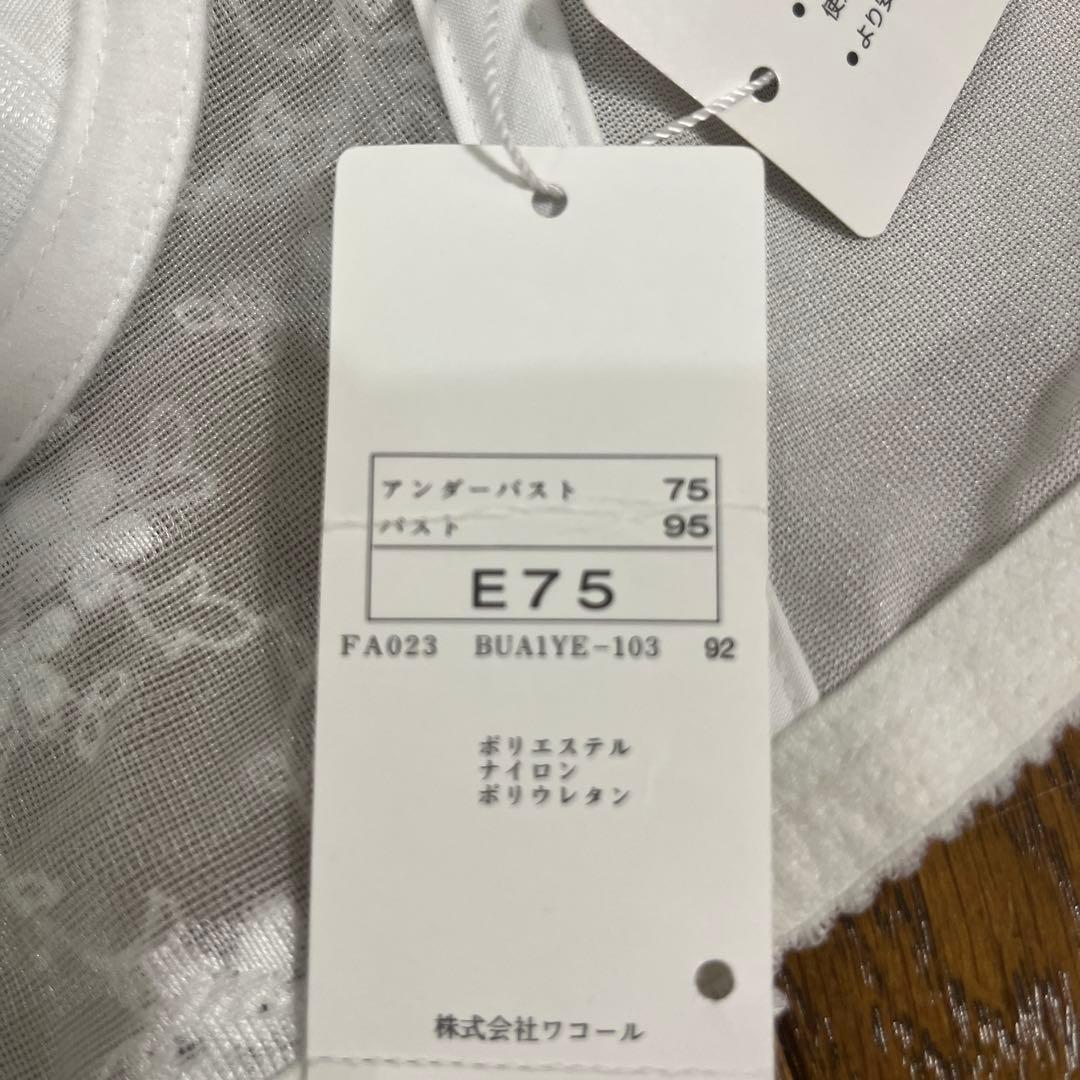 より
アンダーバスト 75
バスト 95
E75
FA023 BUA1YE-103 92
ポリエステル
ナイロン
ポリウレタン
株式会社ワコール